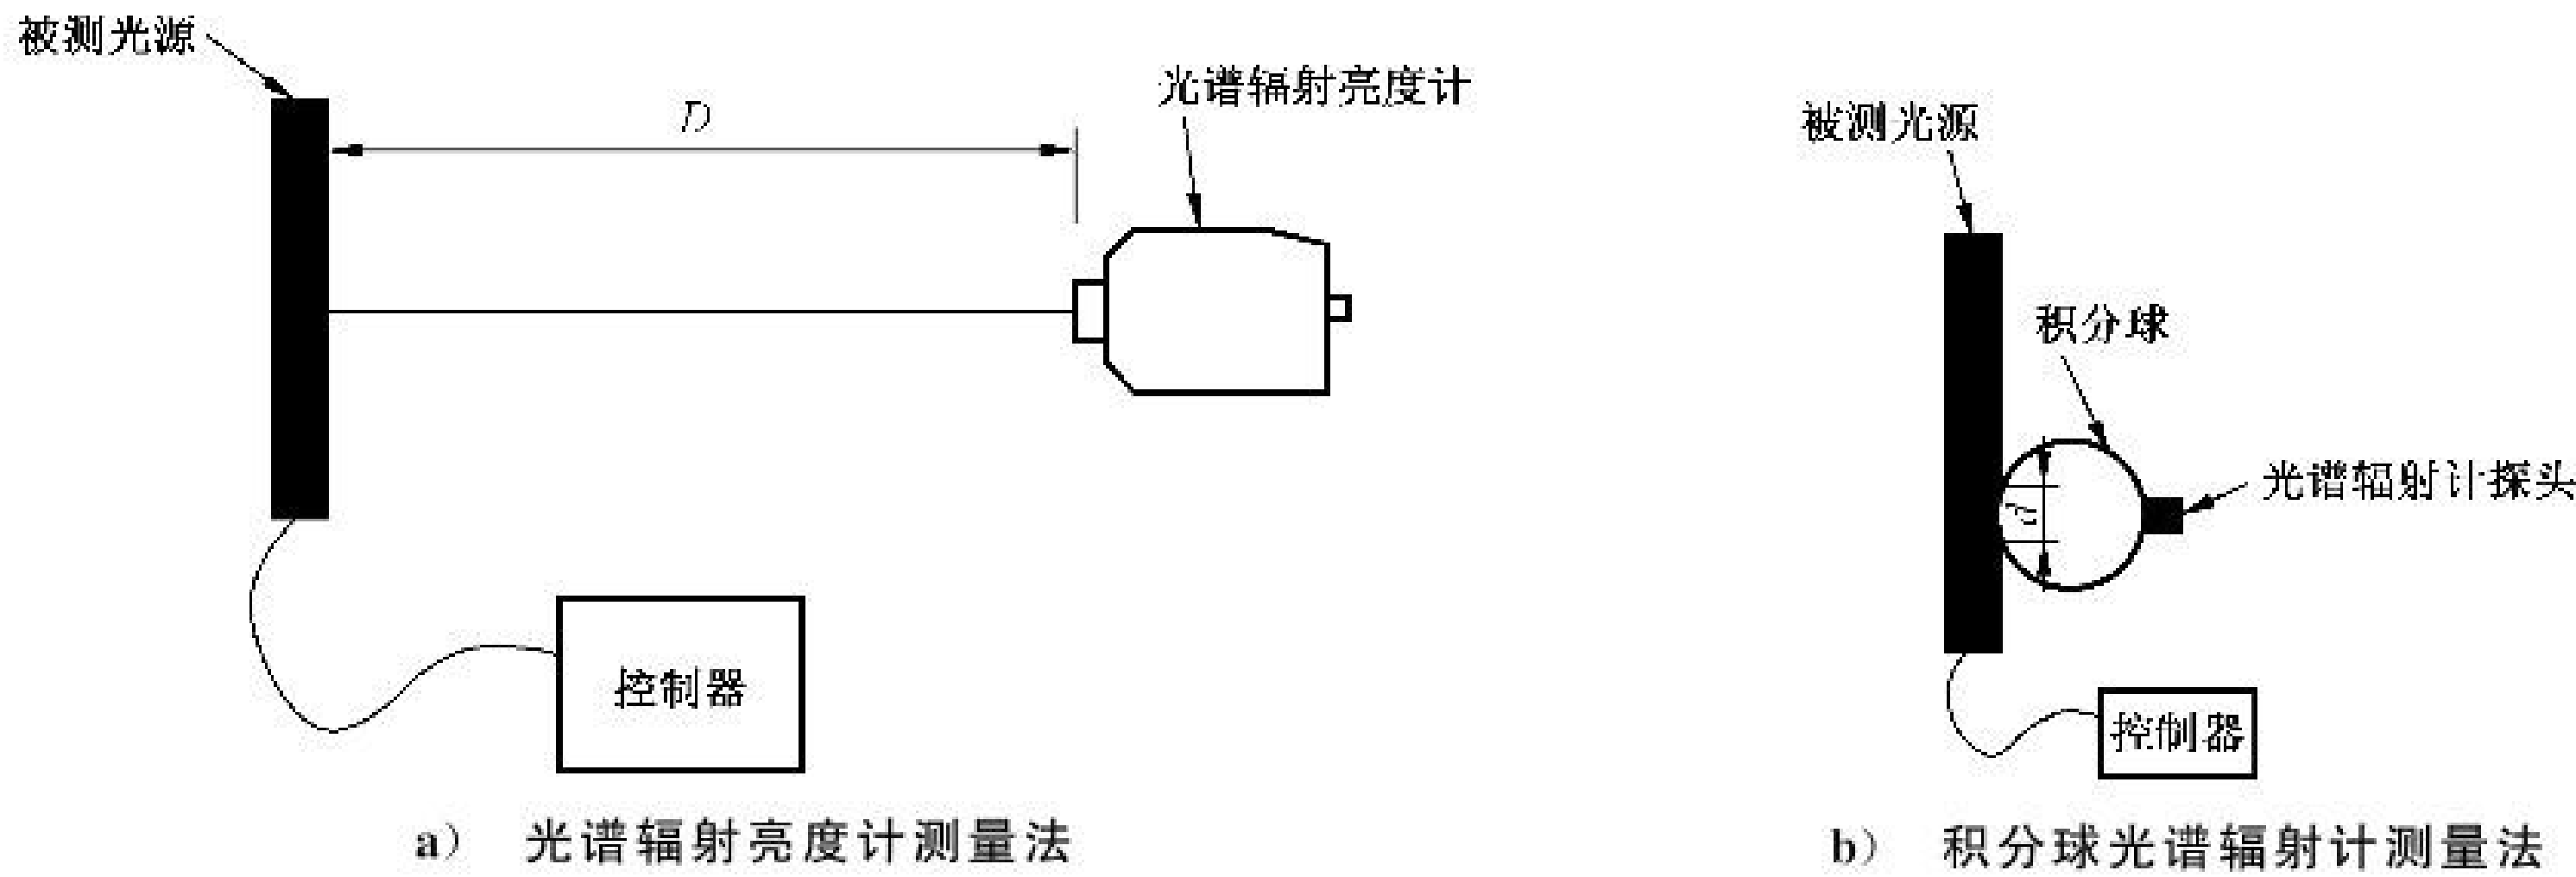 被测光源
D
光谱辐射亮度计
控制器
a) 光谱辐射亮度计测量法
被测光源
积分球
d
光谱辐射计探头
控制器
b) 积分球光谱辐射计测量法